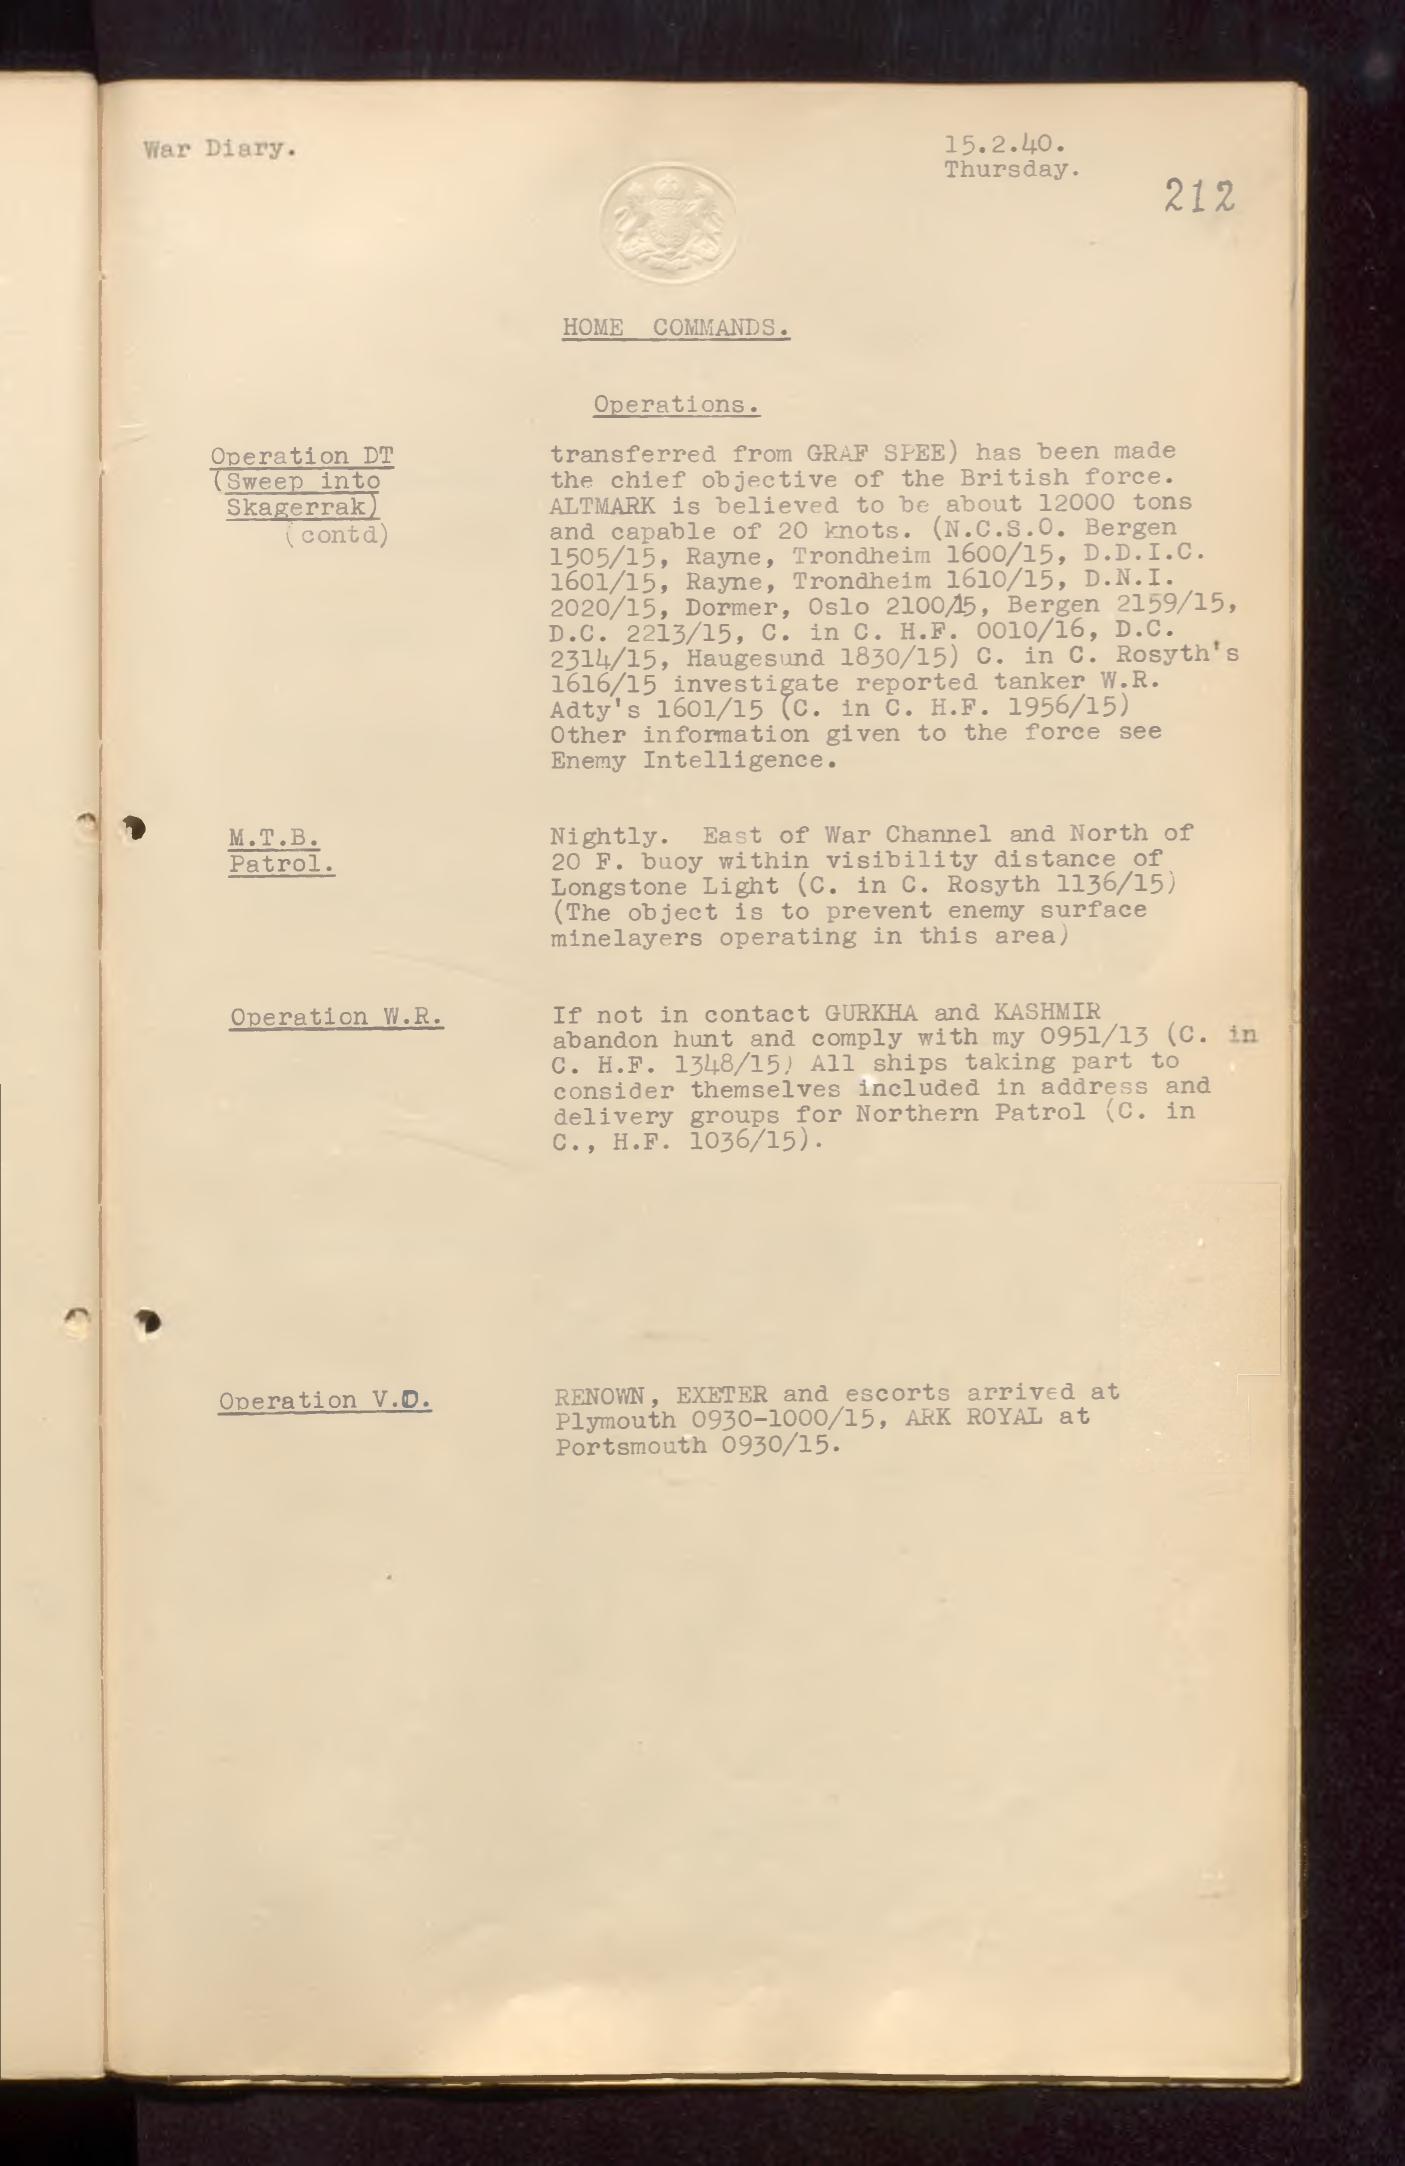 War Diary.
15.2.40.
Thursday.
212
HOME COMMANDS.
Operations.
Operation DT
(Sweep into
Skagerrak)
(contd)
transferred from GRAF SPEE) has been made
the chief objective of the British force.
ALTMARK is believed to be about 12000 tons
and capable of 20 knots. (N.C.S.O. Bergen
1505/15, Rayne, Trondheim 1600/15, D.D.I.C.
1601/15, Rayne, Trondheim 1610/15, D.N.I.
2020/15, Dormer, Oslo 2100/15, Bergen 2159/15,
D.C. 2213/15, C. in C. H.F. 0010/16, D.C.
2314/15, Haugesund 1830/15) C. in C. Rosyth's
1616/15 investigate reported tanker W.R.
Adty's 1601/15 (C. in C. H.F. 1956/15)
Other information given to the force see
Enemy Intelligence.
M.T.B.
Patrol.
Nightly. East of War Channel and North of
20 F. buoy within visibility distance of
Longstone Light (C. in C. Rosyth 1136/15)
(The object is to prevent enemy surface
minelayers operating in this area)
Operation W.R.
If not in contact GURKHA and KASHMIR
abandon hunt and comply with my 0951/13 (C. in
C. H.F. 1348/15) All ships taking part to
consider themselves included in address and
delivery groups for Northern Patrol (C. in
C., H.F. 1036/15).
Operation V.O.
RENOWN, EXETER and escorts arrived at
Plymouth 0930-1000/15, ARK ROYAL at
Portsmouth 0930/15.